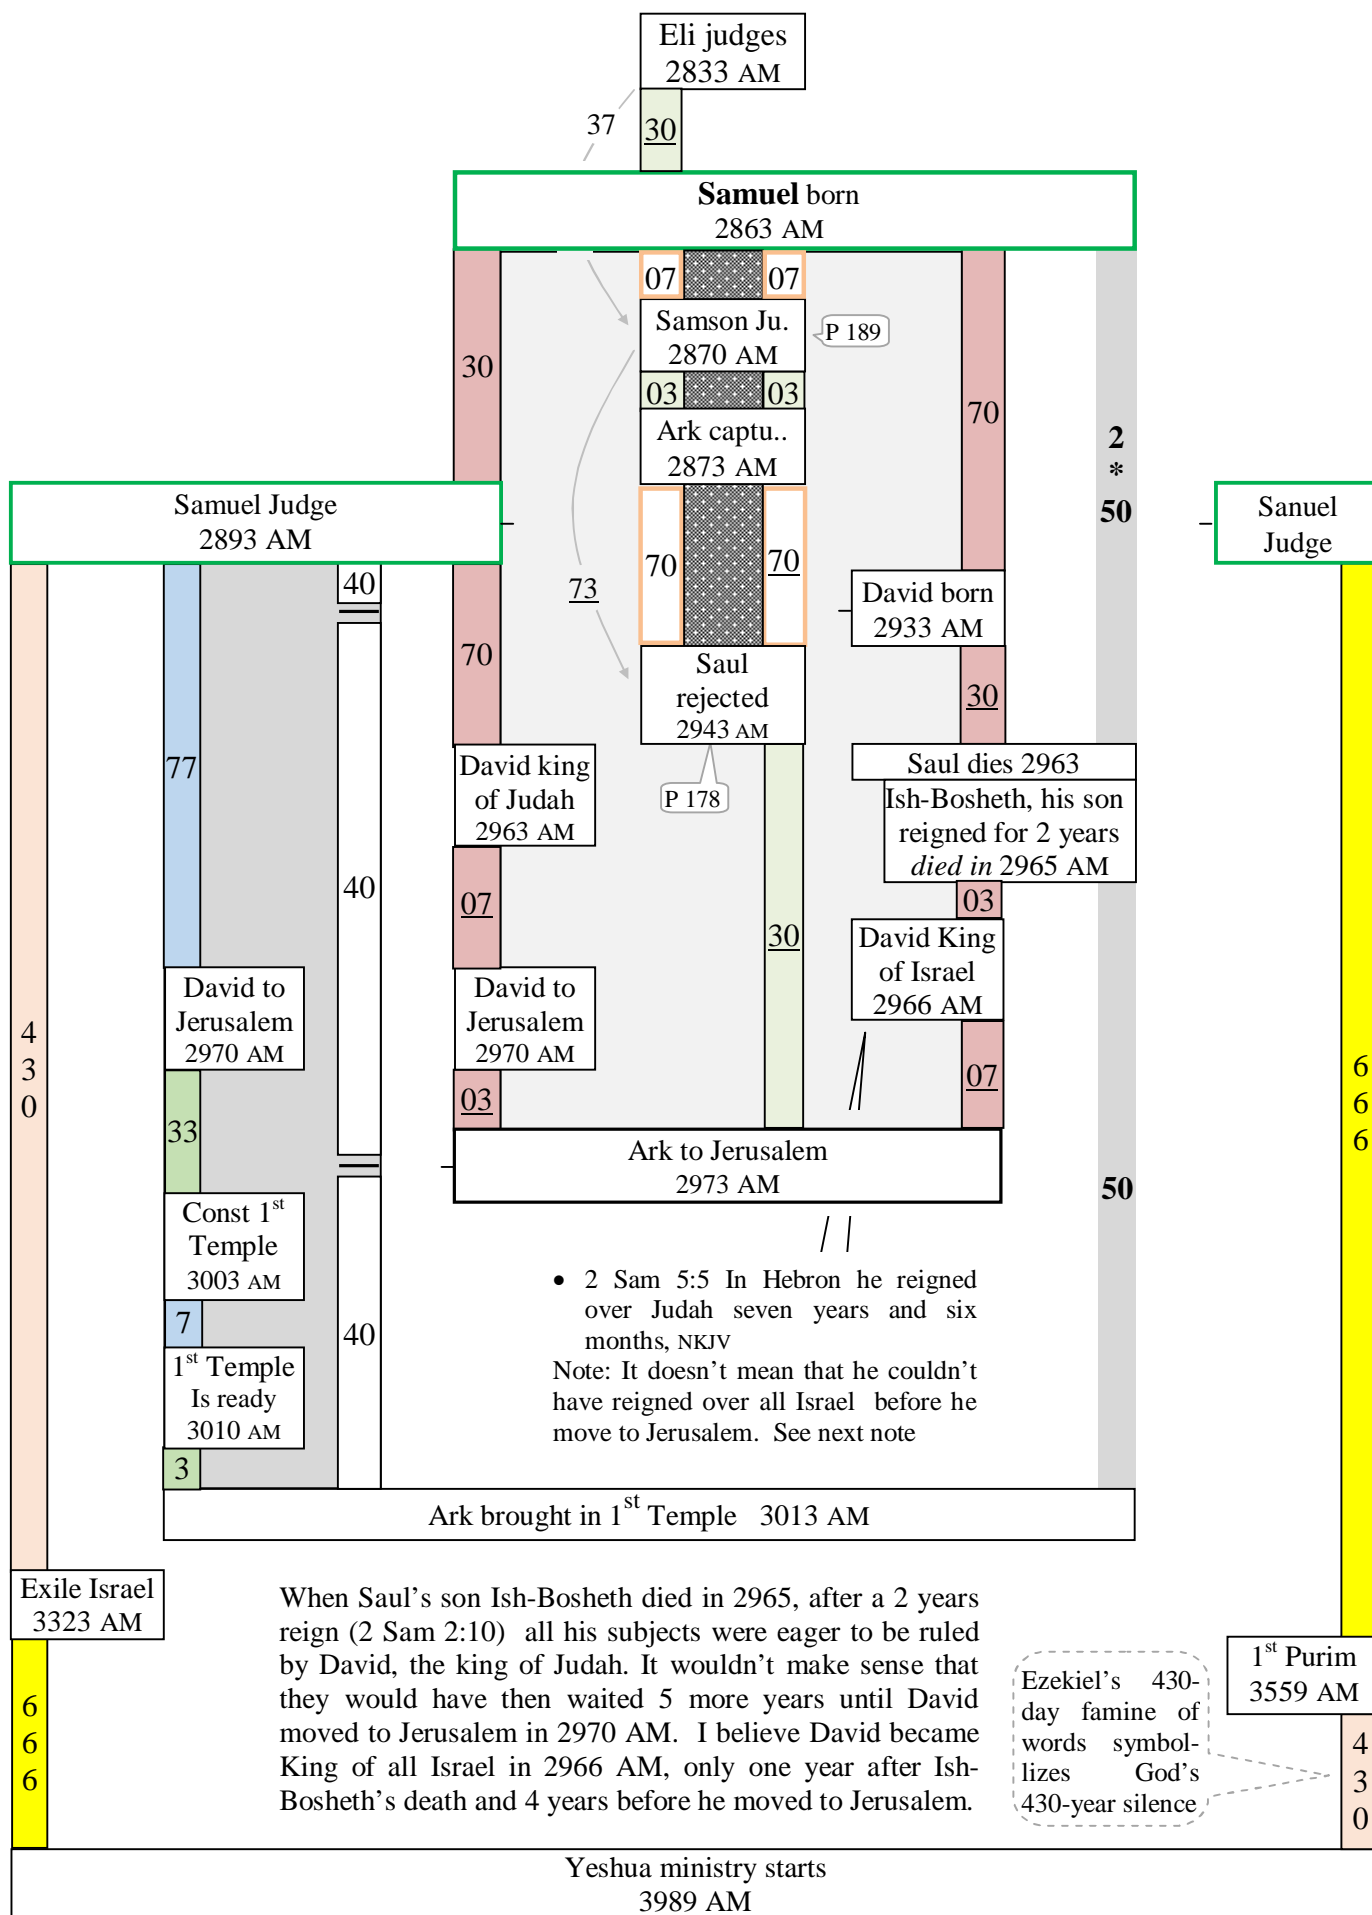 Eli judges
2833 AM
37
30
Samuel born
2863 AM
07
07
Samson Ju.
2870 AM
P 189
30
03
03
70
Ark captu..
2873 AM
2
*
50
Samuel Judge
2893 AM
Sanuel
Judge
40
70
70
73
David born
2933 AM
70
Saul
rejected
2943 AM
30
77
David king
of Judah
2963 AM
P 178
Saul dies 2963
Ish-Bosheth, his son
reigned for 2 years
died in 2965 AM
40
07
30
03
David King
of Israel
2966 AM
David to
Jerusalem
2970 AM
David to
Jerusalem
2970 AM
4
3
0
03
07
6
6
6
33
Ark to Jerusalem
2973 AM
50
Const 1st
Temple
3003 AM
• 2 Sam 5:5 In Hebron he reigned
over Judah seven years and six
months, NKJV
Note: It doesn't mean that he couldn't
have reigned over all Israel before he
move to Jerusalem. See next note
7
40
1st Temple
Is ready
3010 AM
3
Ark brought in 1st Temple 3013 AM
Exile Israel
3323 AM
When Saul's son Ish-Bosheth died in 2965, after a 2 years
reign (2 Sam 2:10) all his subjects were eager to be ruled
by David, the king of Judah. It wouldn't make sense that
they would have then waited 5 more years until David
moved to Jerusalem in 2970 AM. I believe David became
King of all Israel in 2966 AM, only one year after Ish-
Bosheth's death and 4 years before he moved to Jerusalem.
1st Purim
3559 AM
Ezekiel's 430-
day famine of
words symbol-
lizes God's
430-year silence
6
6
6
4
3
0
Yeshua ministry starts
3989 AM